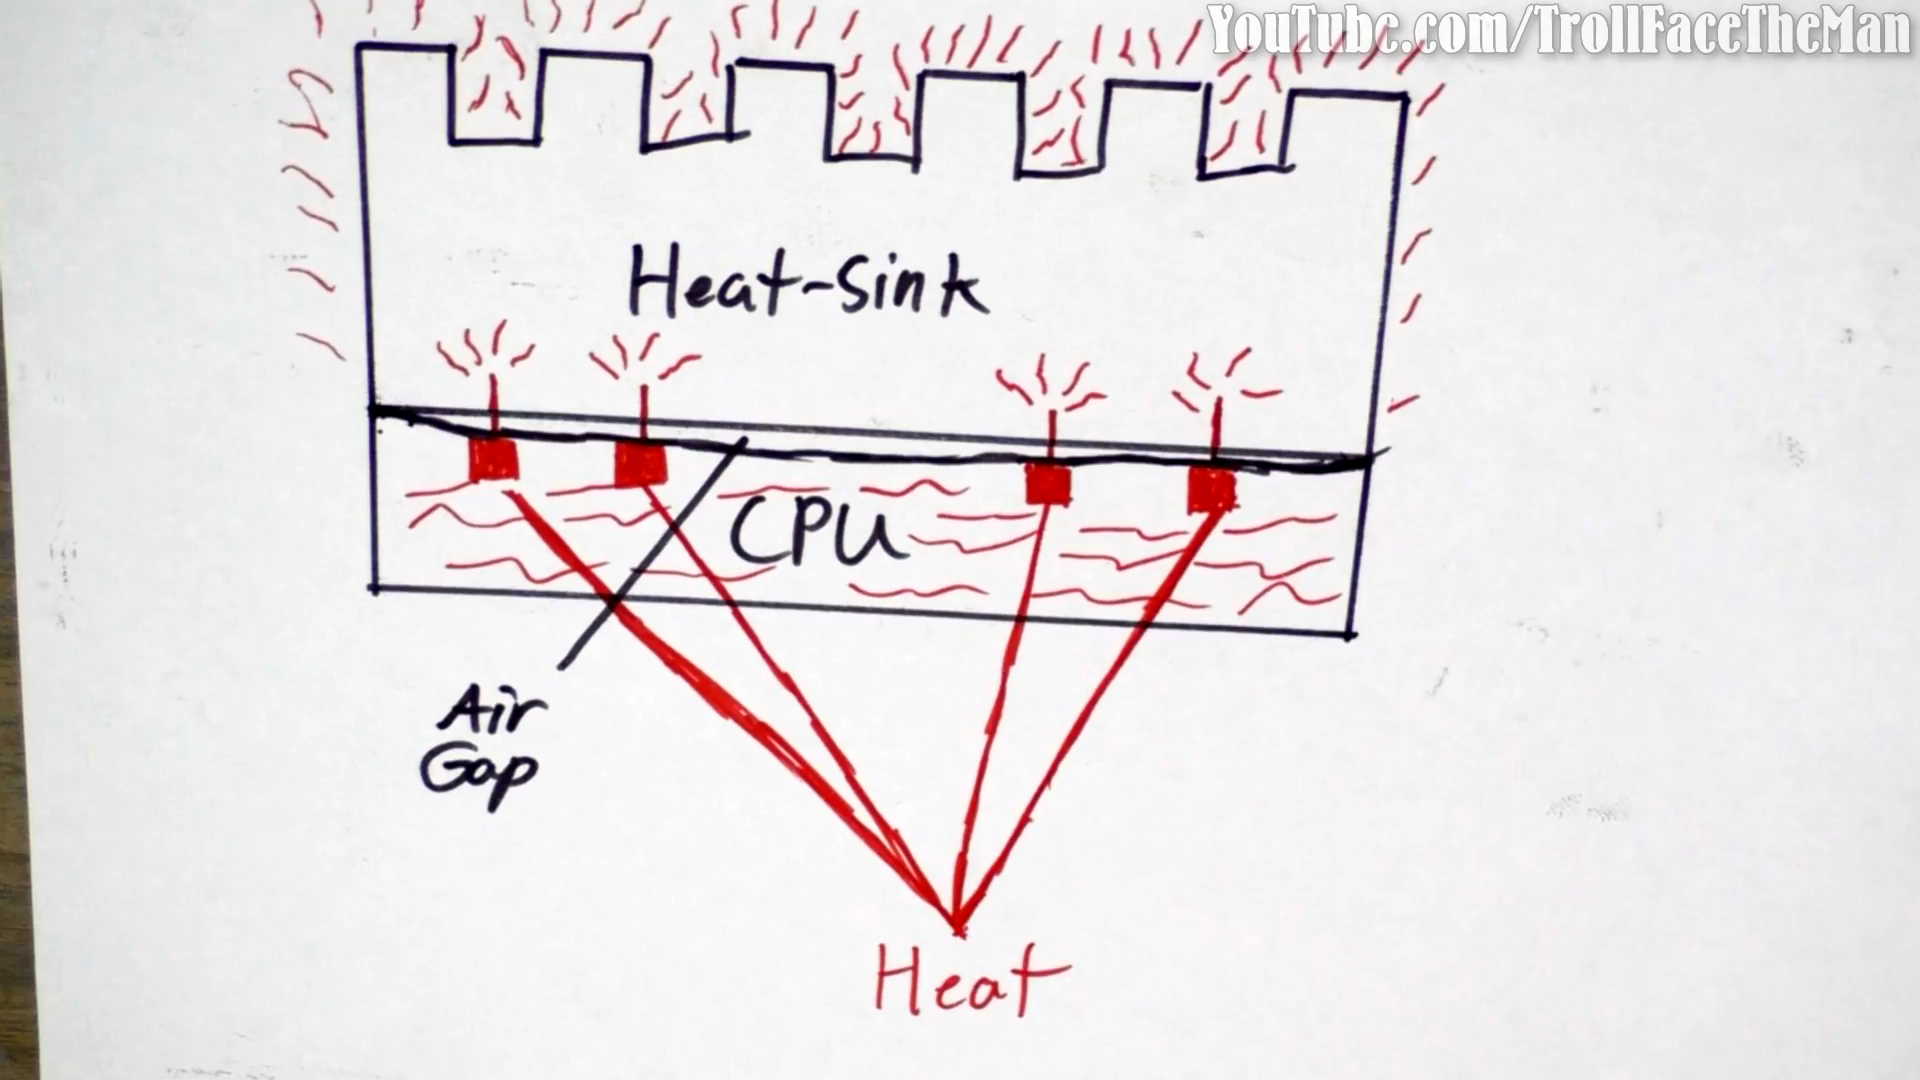 YouTube.com/TrollFaceTheMan
Heat-Sink
CPU
Air
Gap
Heat